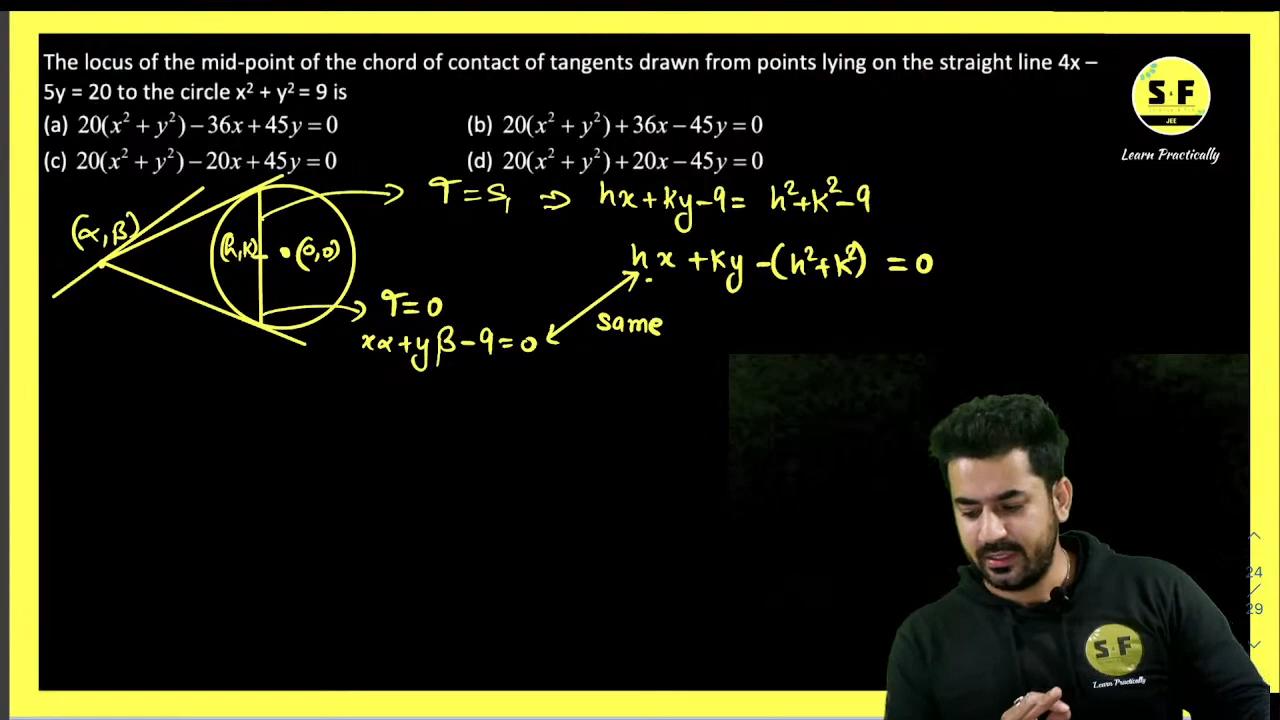 The locus of the mid-point of the chord of contact of tangents drawn from points lying on the straight line 4x –
5y = 20 to the circle x² + y² = 9 is
(a) 20(x² + y²) − 36x + 45y = 0
(b) 20(x² + y²) + 36x − 45y = 0
(c) 20(x² + y²) − 20x + 45y = 0
(d) 20(x² + y²) + 20x − 45y = 0
S&F
JEE
Learn Practically
T = S₁ ⇒ hx + ky − 9 = h² + k² − 9
(α, β)
(h, k)
(0, 0)
hx + ky − (h² + k²) = 0
T = 0
same
xα + yβ − 9 = 0
24
/
29
S&F
Learn Practically